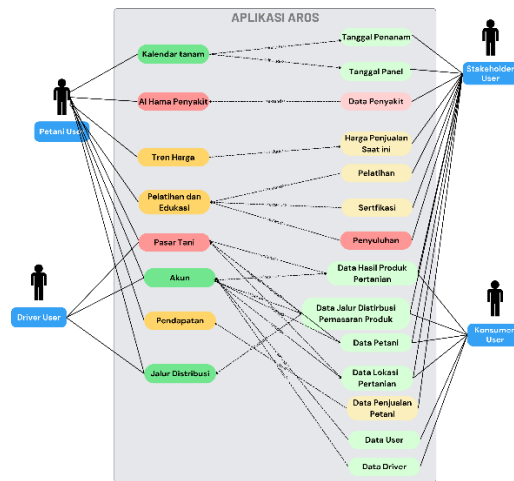 APLIKASI AROS
Kalendar tanam
AI Hama Penyakit
Tren Harga
Pelatihan dan
Edukasi
Pasar Tani
Akun
Pendapatan
Jalur Distribusi
Tanggal Penanam
Tanggal Panel
Data Penyakit
Harga Penjualan
Saat ini
Pelatihan
Sertfikasi
Penyuluhan
Data Hasil Produk
Pertanian
Data Jalur Distirbusi
Pemasaran Produk
Data Petani
Data Lokasi
Pertanian
Data Penjualan
Petani
Data User
Data Driver
Petani User
Driver User
Stakeholder
User
Konsumen
User